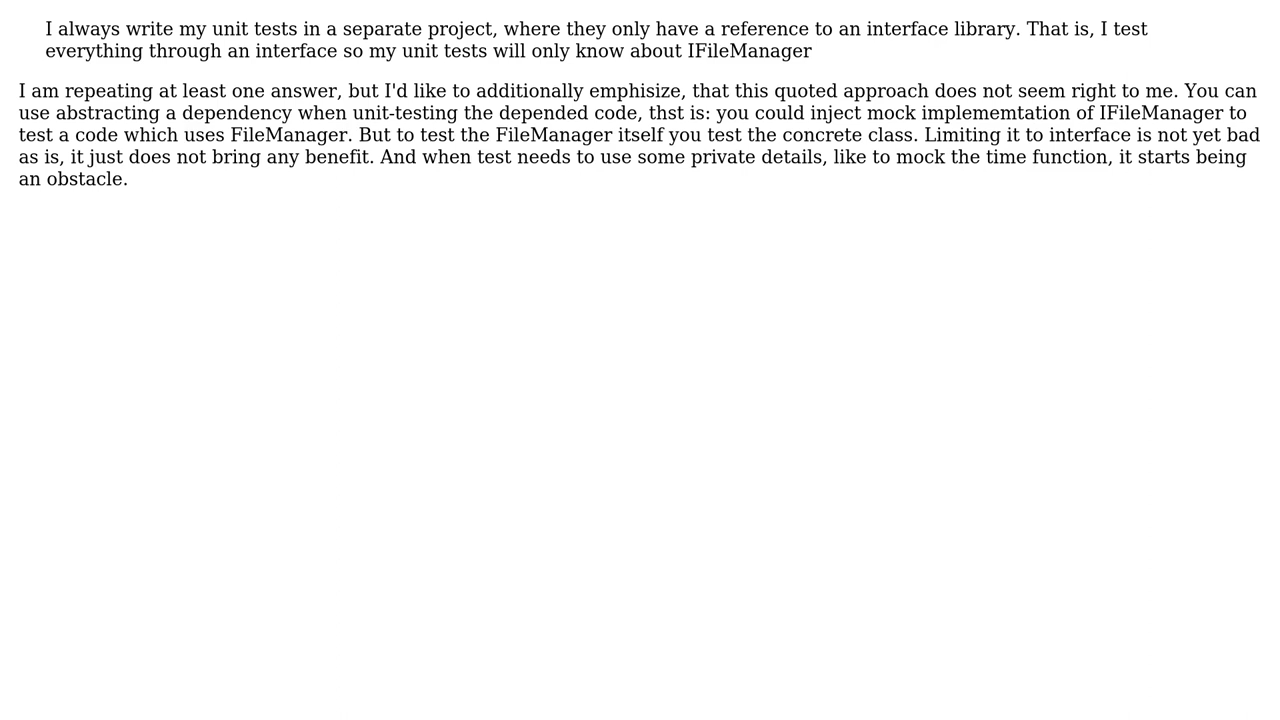 I always write my unit tests in a separate project, where they only have a reference to an interface library. That is, I test
everything through an interface so my unit tests will only know about IFileManager
I am repeating at least one answer, but I'd like to additionally emphisize, that this quoted approach does not seem right to me. You can
use abstracting a dependency when unit-testing the depended code, thst is: you could inject mock implememtation of IFileManager to
test a code which uses FileManager. But to test the FileManager itself you test the concrete class. Limiting it to interface is not yet bad
as is, it just does not bring any benefit. And when test needs to use some private details, like to mock the time function, it starts being
an obstacle.